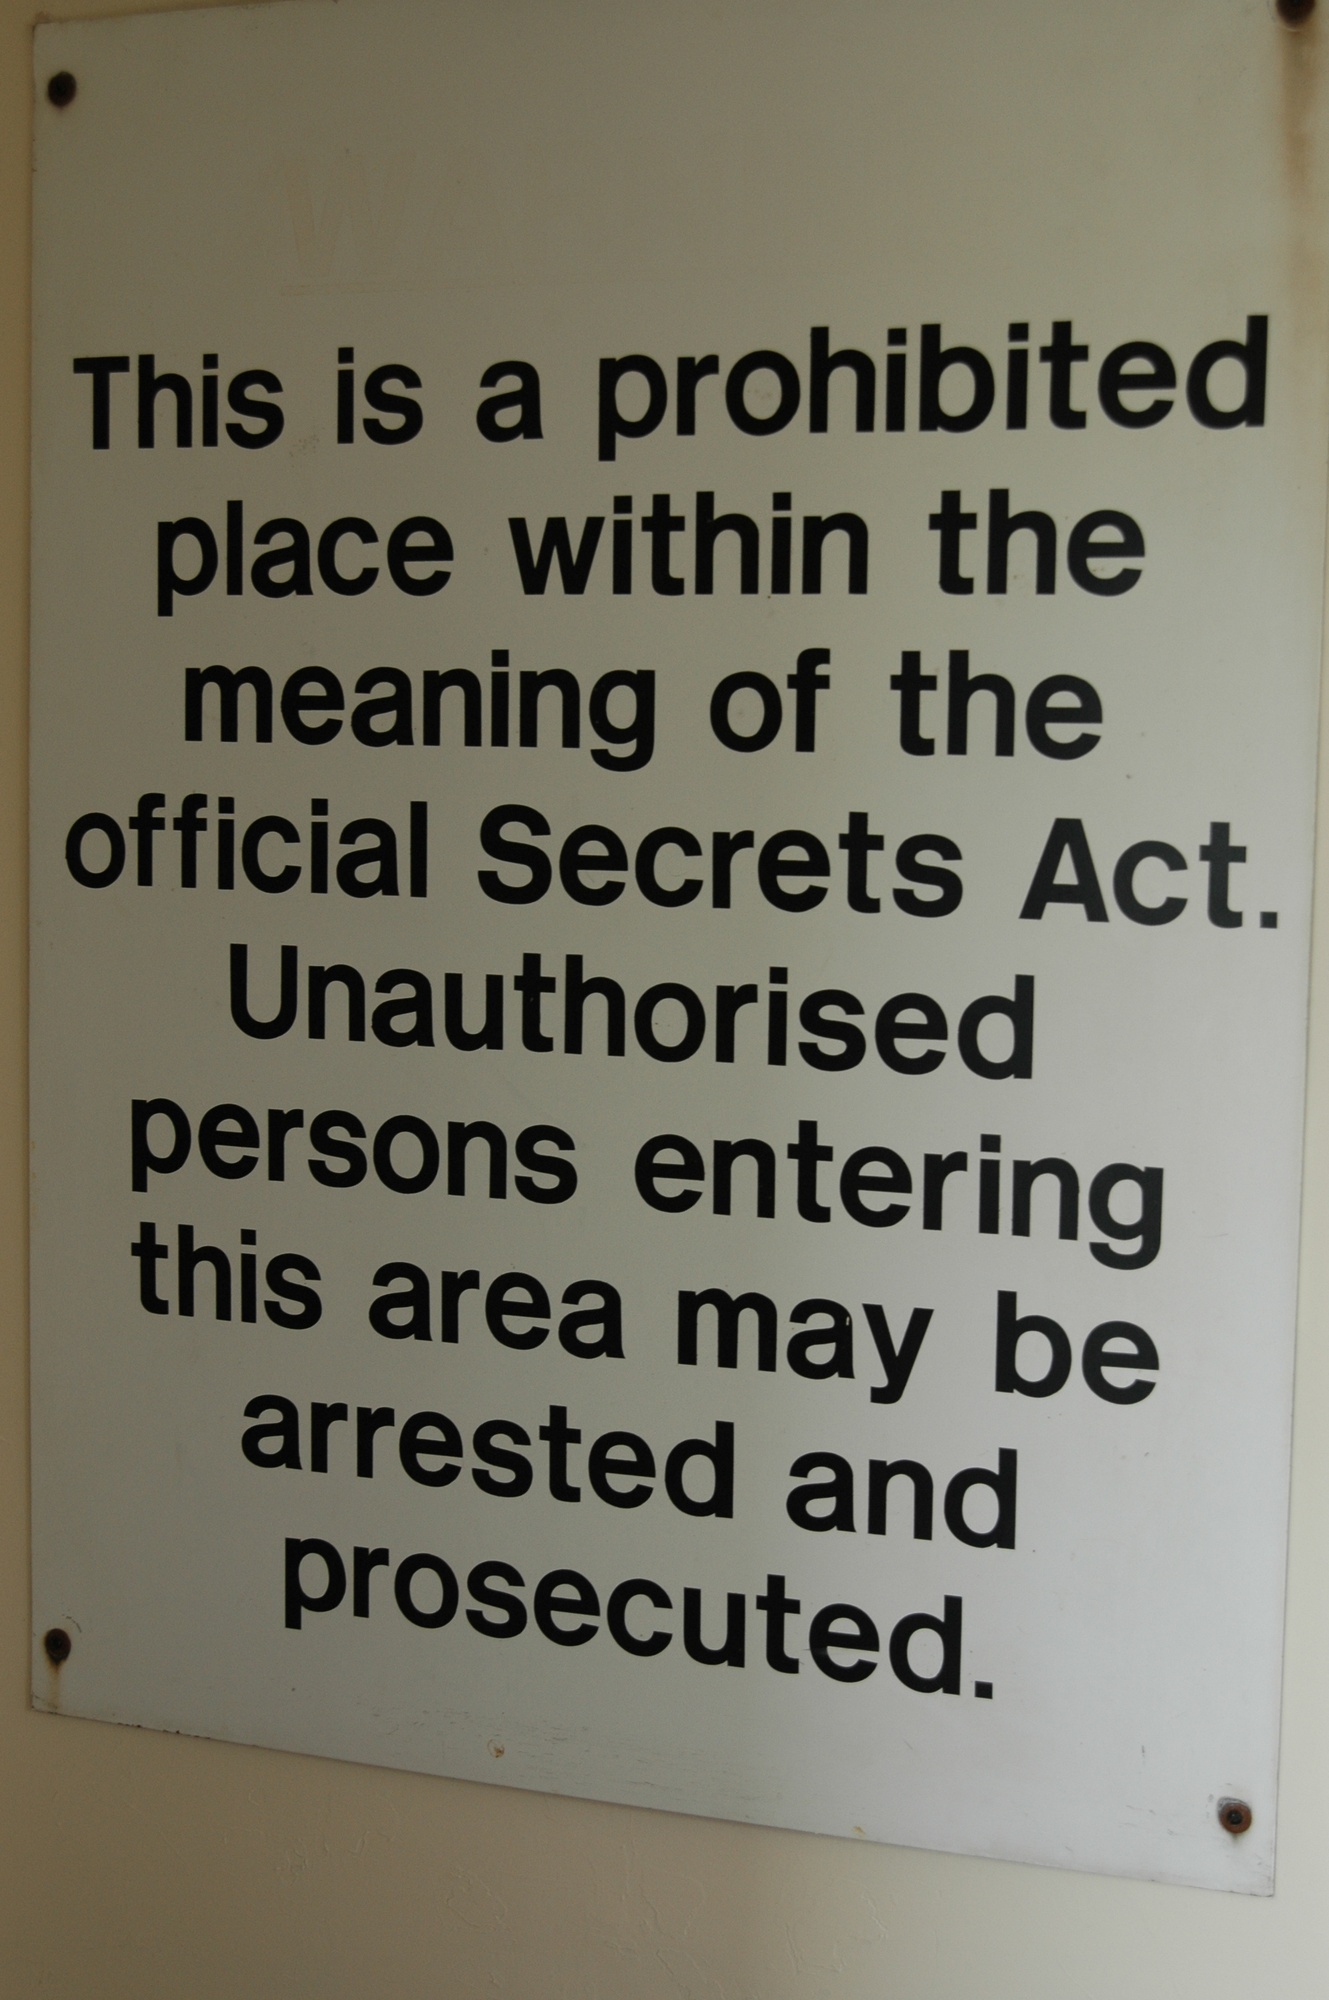 This is a prohibited
place within the
meaning of the
official Secrets Act.
Unauthorised
persons entering
this area may be
arrested and
prosecuted.